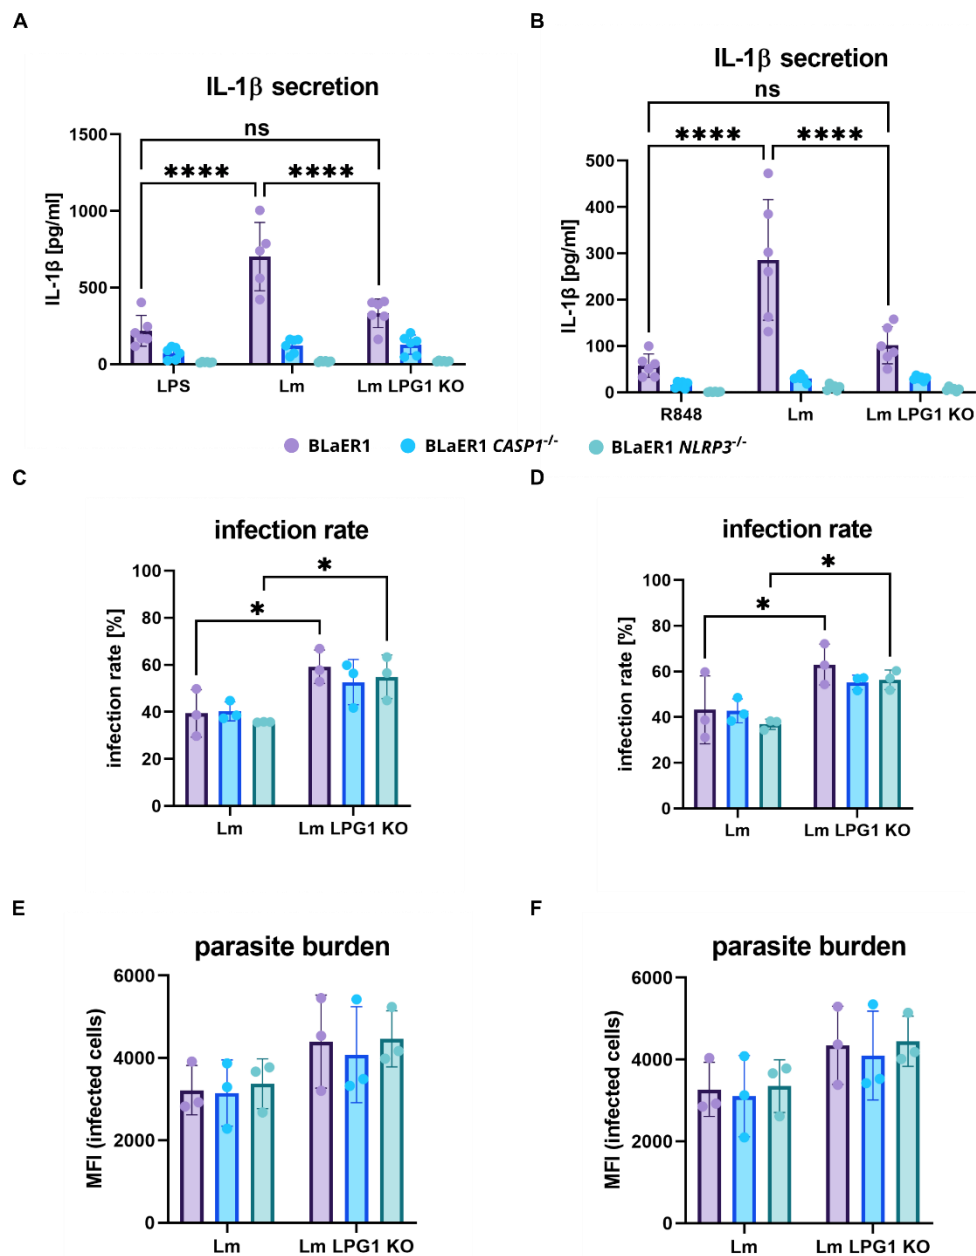 A
B
IL-1β secretion
IL-1β secretion
ns
ns
****
****
****
****
IL-1β [pg/ml]
1500
1000
500
0
LPS
Lm
Lm LPG1 KO
IL-1β [pg/ml]
500
400
300
200
100
0
R848
Lm
Lm LPG1 KO
BLaER1
BLaER1 CASP1-/-
BLaER1 NLRP3-/-
C
D
infection rate
infection rate
*
*
*
*
infection rate [%]
100
80
60
40
20
0
Lm
Lm LPG1 KO
infection rate [%]
100
80
60
40
20
0
Lm
Lm LPG1 KO
E
F
parasite burden
parasite burden
MFI (infected cells)
6000
4000
2000
0
Lm
Lm LPG1 KO
MFI (infected cells)
6000
4000
2000
0
Lm
Lm LPG1 KO